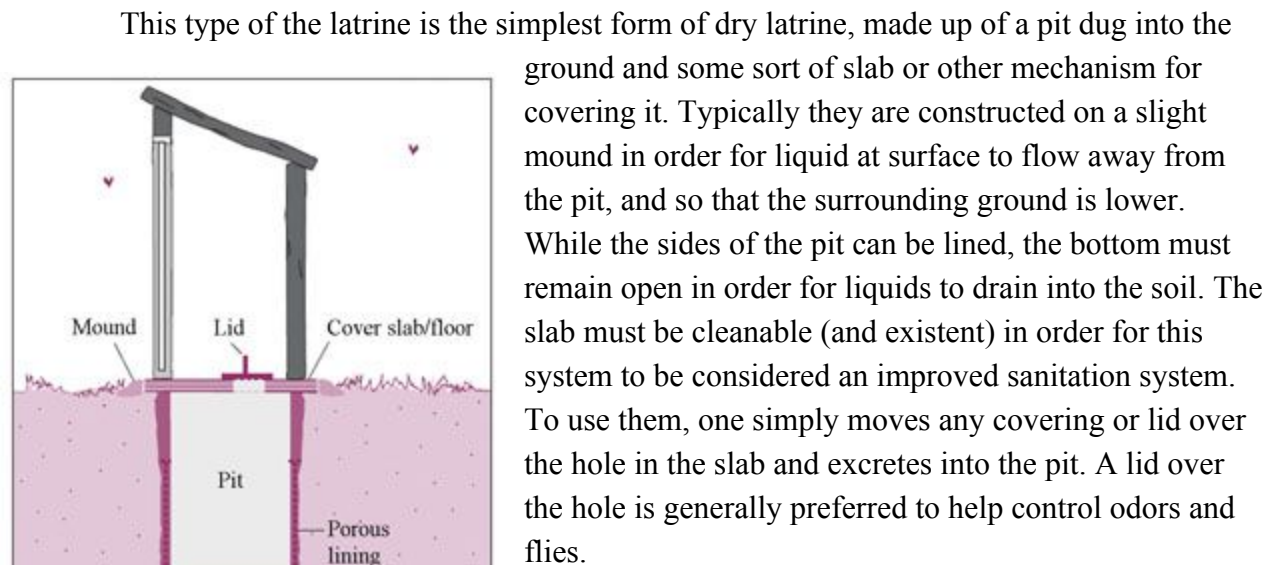 This type of the latrine is the simplest form of dry latrine, made up of a pit dug into the
ground and some sort of slab or other mechanism for
covering it. Typically they are constructed on a slight
mound in order for liquid at surface to flow away from
the pit, and so that the surrounding ground is lower.
While the sides of the pit can be lined, the bottom must
remain open in order for liquids to drain into the soil. The
slab must be cleanable (and existent) in order for this
system to be considered an improved sanitation system.
To use them, one simply moves any covering or lid over
the hole in the slab and excretes into the pit. A lid over
the hole is generally preferred to help control odors and
flies.
Mound
Lid
Cover slab/floor
Pit
Porous
lining